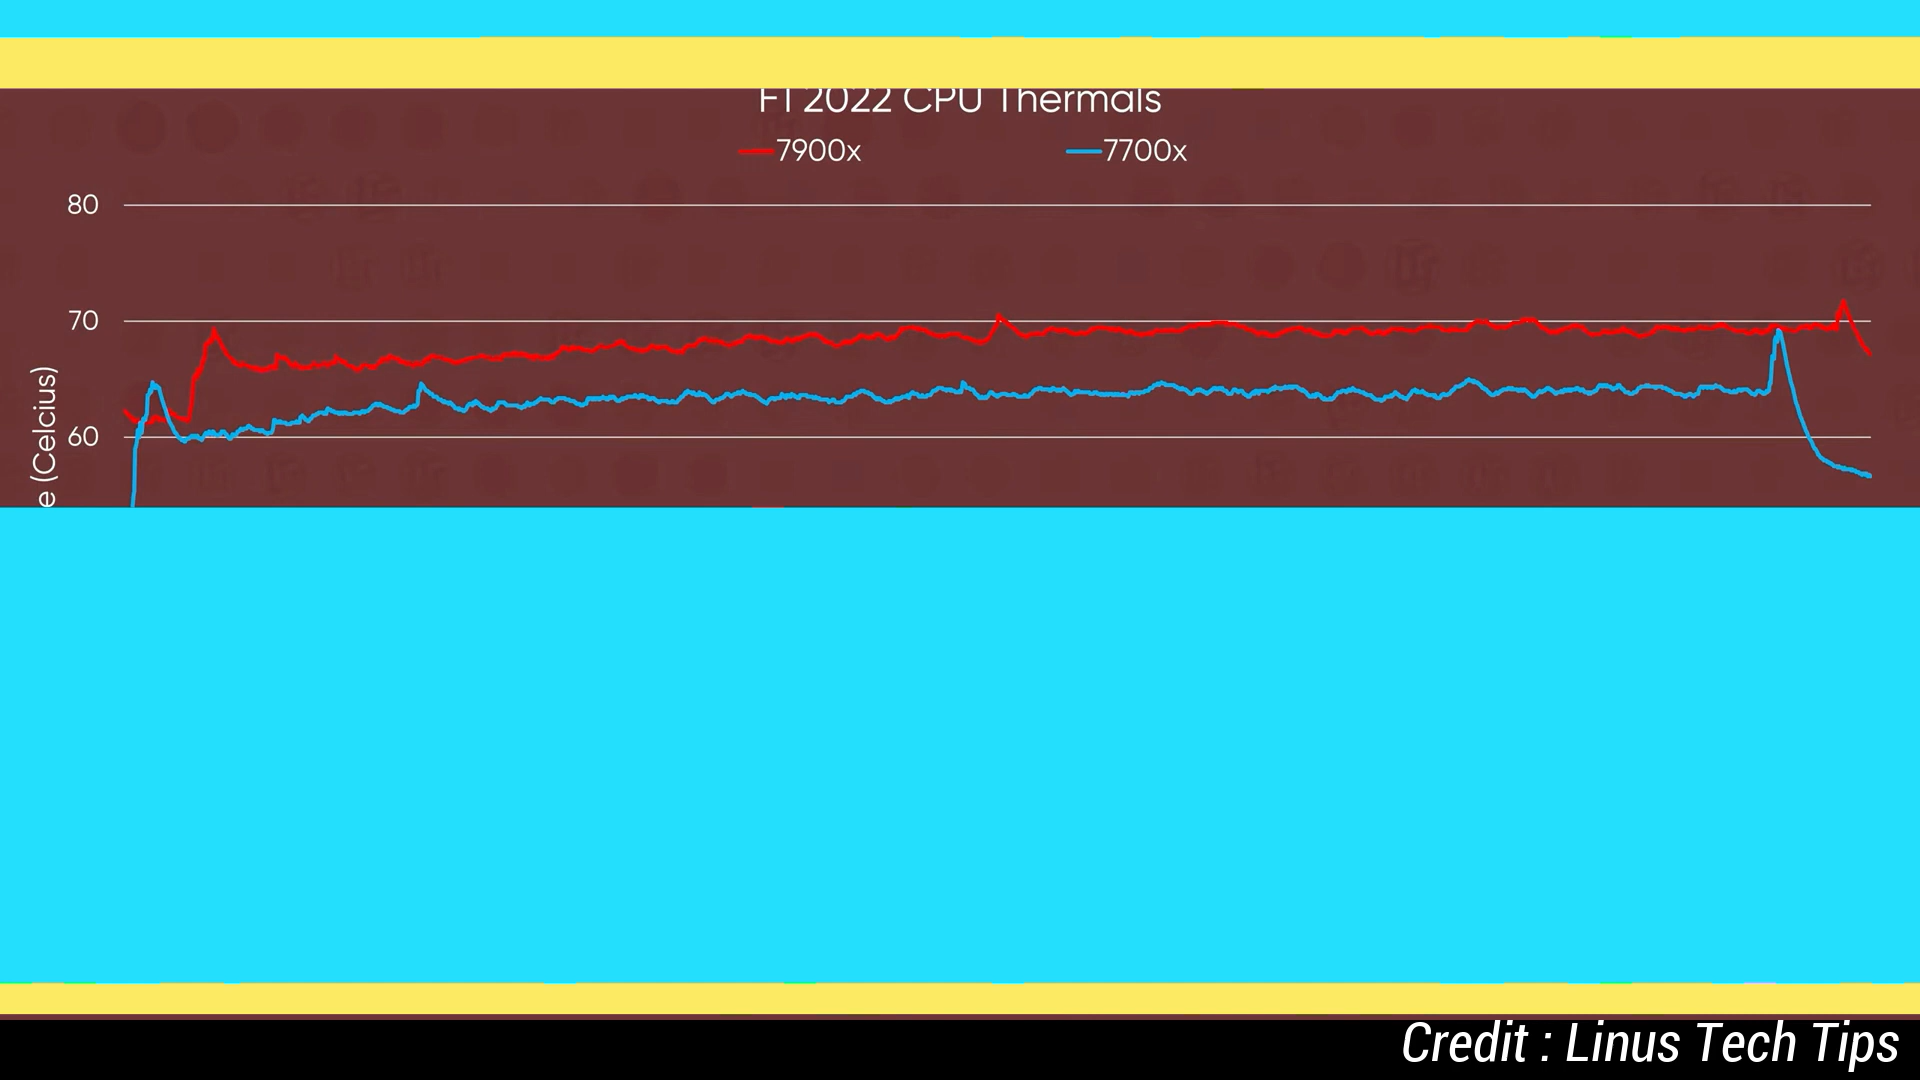 F1 2022 CPU Thermals
7900x
7700x
80
70
60
e (Celcius)
Credit : Linus Tech Tips